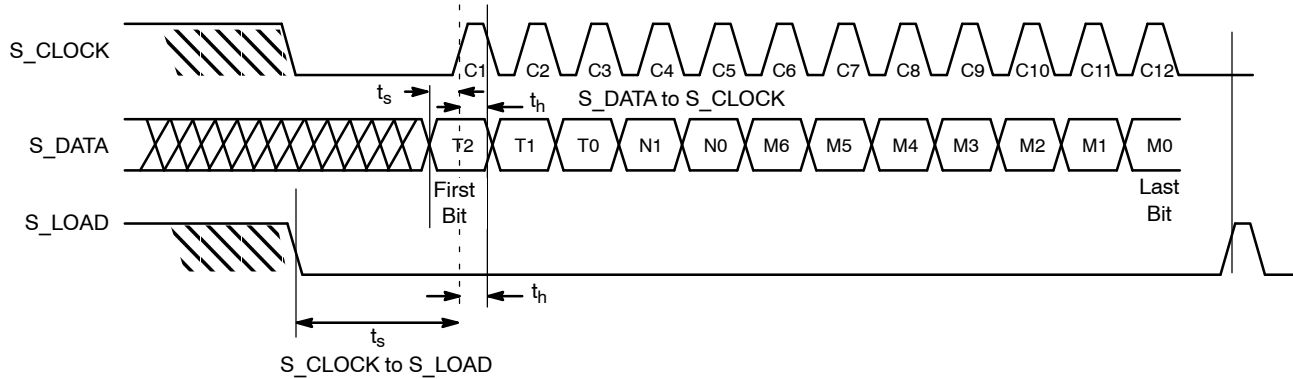 S_CLOCK
C1 C2 C3 C4 C5 C6 C7 C8 C9 C10 C11 C12
ts
S_DATA to S_CLOCK
th
S_DATA
T2 T1 T0 N1 N0 M6 M5 M4 M3 M2 M1 M0
First
Bit
Last
Bit
S_LOAD
th
ts
S_CLOCK to S_LOAD